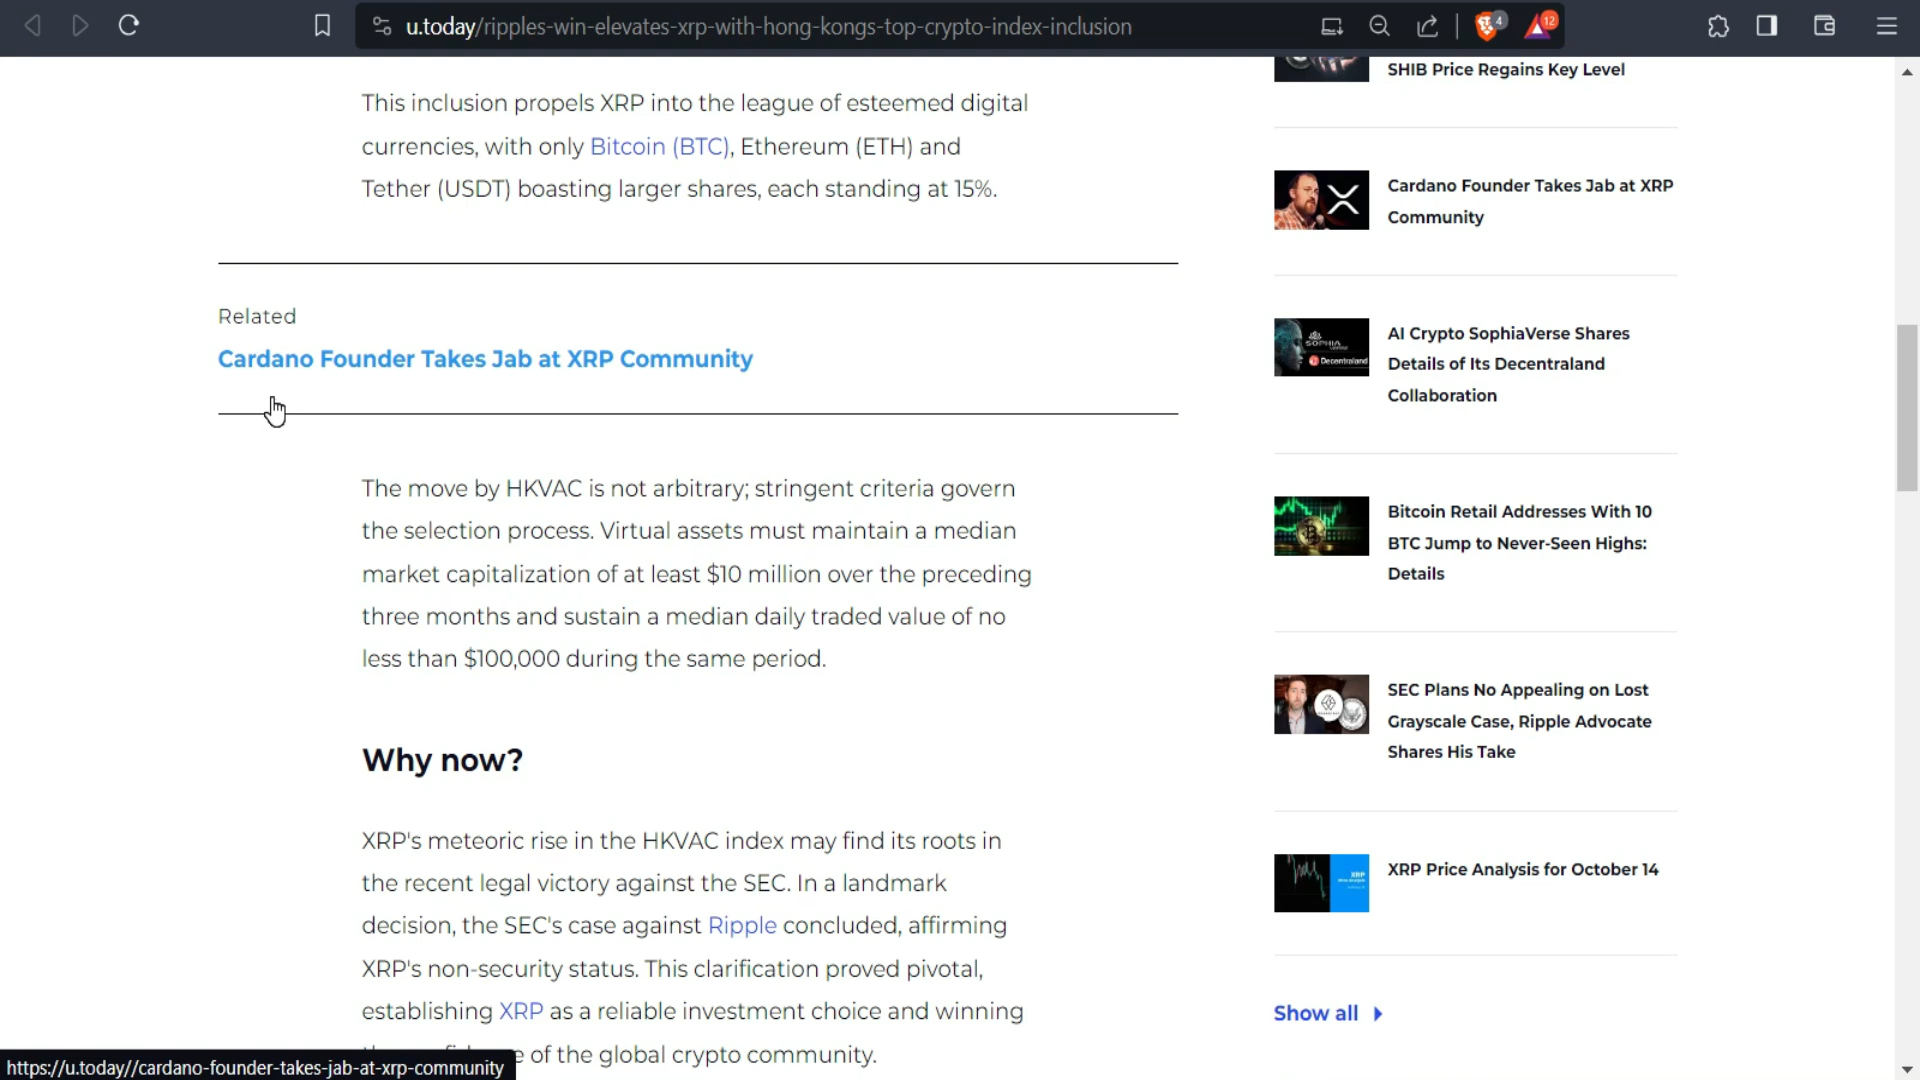 u.today/ripples-win-elevates-xrp-with-hong-kongs-top-crypto-index-inclusion
4
12
This inclusion propels XRP into the league of esteemed digital
currencies, with only Bitcoin (BTC), Ethereum (ETH) and
Tether (USDT) boasting larger shares, each standing at 15%.
Related
Cardano Founder Takes Jab at XRP Community
The move by HKVAC is not arbitrary; stringent criteria govern
the selection process. Virtual assets must maintain a median
market capitalization of at least $10 million over the preceding
three months and sustain a median daily traded value of no
less than $100,000 during the same period.
Why now?
XRP's meteoric rise in the HKVAC index may find its roots in
the recent legal victory against the SEC. In a landmark
decision, the SEC's case against Ripple concluded, affirming
XRP's non-security status. This clarification proved pivotal,
establishing XRP as a reliable investment choice and winning
of the global crypto community.
https://u.today//cardano-founder-takes-jab-at-xrp-community
SHIB Price Regains Key Level
Cardano Founder Takes Jab at XRP
Community
SOPHIA
Decentraland
AI Crypto SophiaVerse Shares
Details of Its Decentraland
Collaboration
Bitcoin Retail Addresses With 10
BTC Jump to Never-Seen Highs:
Details
SEC Plans No Appealing on Lost
Grayscale Case, Ripple Advocate
Shares His Take
XRP
XRP Price Analysis for October 14
Show all